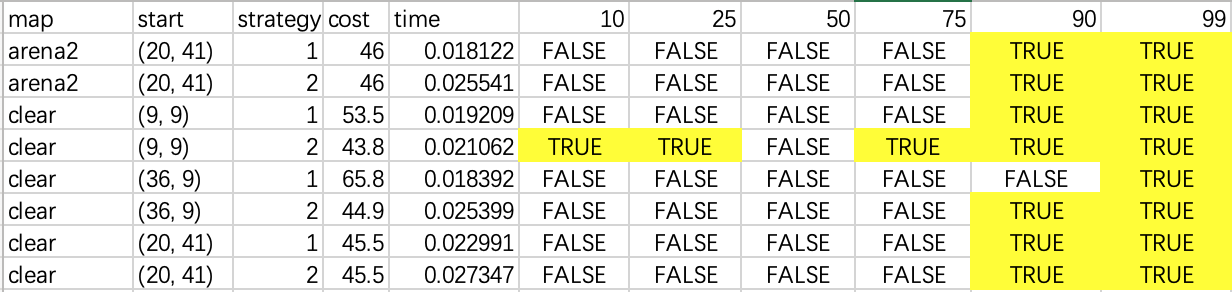 map start strategy cost time 10 25 50 75 90 99
arena2 (20, 41) 1 46 0.018122 FALSE FALSE FALSE FALSE TRUE TRUE
arena2 (20, 41) 2 46 0.025541 FALSE FALSE FALSE FALSE TRUE TRUE
clear (9, 9) 1 53.5 0.019209 FALSE FALSE FALSE FALSE TRUE TRUE
clear (9, 9) 2 43.8 0.021062 TRUE TRUE FALSE TRUE TRUE TRUE
clear (36, 9) 1 65.8 0.018392 FALSE FALSE FALSE FALSE FALSE TRUE
clear (36, 9) 2 44.9 0.025399 FALSE FALSE FALSE FALSE TRUE TRUE
clear (20, 41) 1 45.5 0.022991 FALSE FALSE FALSE FALSE TRUE TRUE
clear (20, 41) 2 45.5 0.027347 FALSE FALSE FALSE FALSE TRUE TRUE